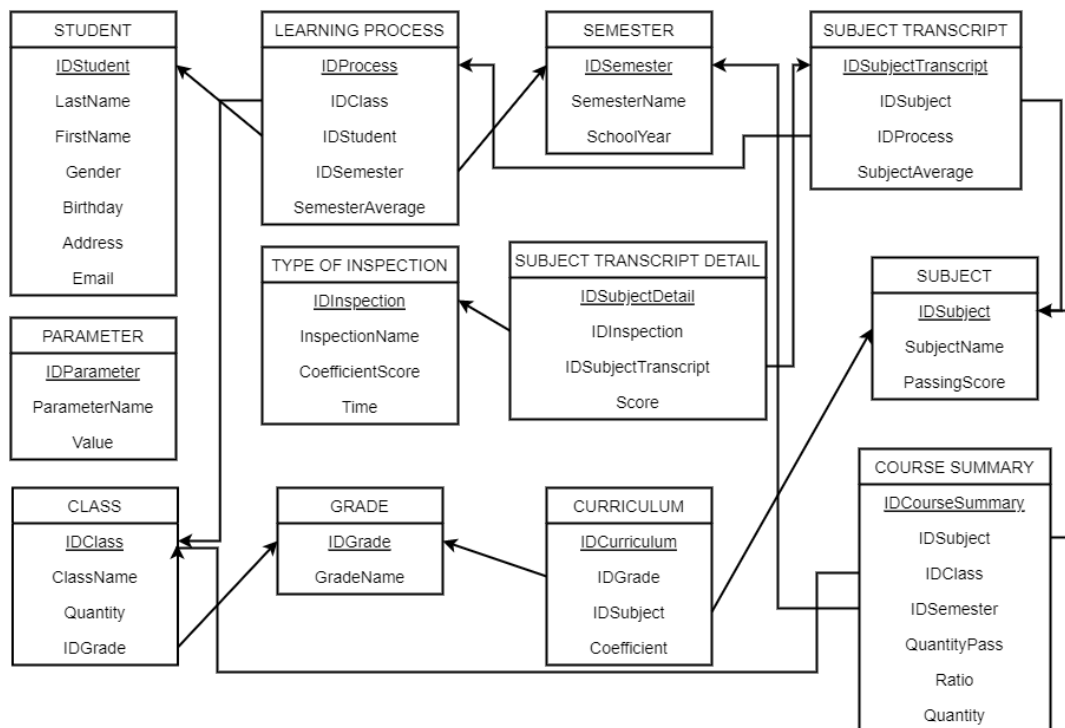 STUDENT
IDStudent
LastName
FirstName
Gender
Birthday
Address
Email
LEARNING PROCESS
IDProcess
IDClass
IDStudent
IDSemester
SemesterAverage
SEMESTER
IDSemester
SemesterName
SchoolYear
SUBJECT TRANSCRIPT
IDSubjectTranscript
IDSubject
IDProcess
SubjectAverage
TYPE OF INSPECTION
IDInspection
InspectionName
CoefficientScore
Time
SUBJECT TRANSCRIPT DETAIL
IDSubjectDetail
IDInspection
IDSubjectTranscript
Score
SUBJECT
IDSubject
SubjectName
PassingScore
PARAMETER
IDParameter
ParameterName
Value
CLASS
IDClass
ClassName
Quantity
IDGrade
GRADE
IDGrade
GradeName
CURRICULUM
IDCurriculum
IDGrade
IDSubject
Coefficient
COURSE SUMMARY
IDCourseSummary
IDSubject
IDClass
IDSemester
QuantityPass
Ratio
Quantity